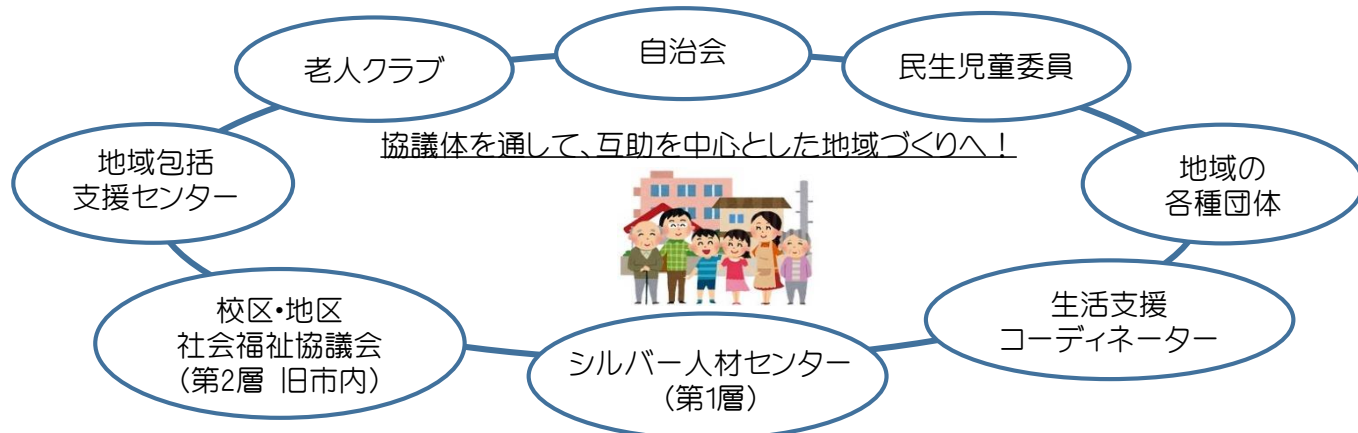 老人クラブ
自治会
民生児童委員
協議体を通して、互助を中心とした地域づくりへ！
地域包括
支援センター
地域の
各種団体
校区・地区
社会福祉協議会
（第2層 旧市内）
シルバー人材センター
（第1層）
生活支援
コーディネーター